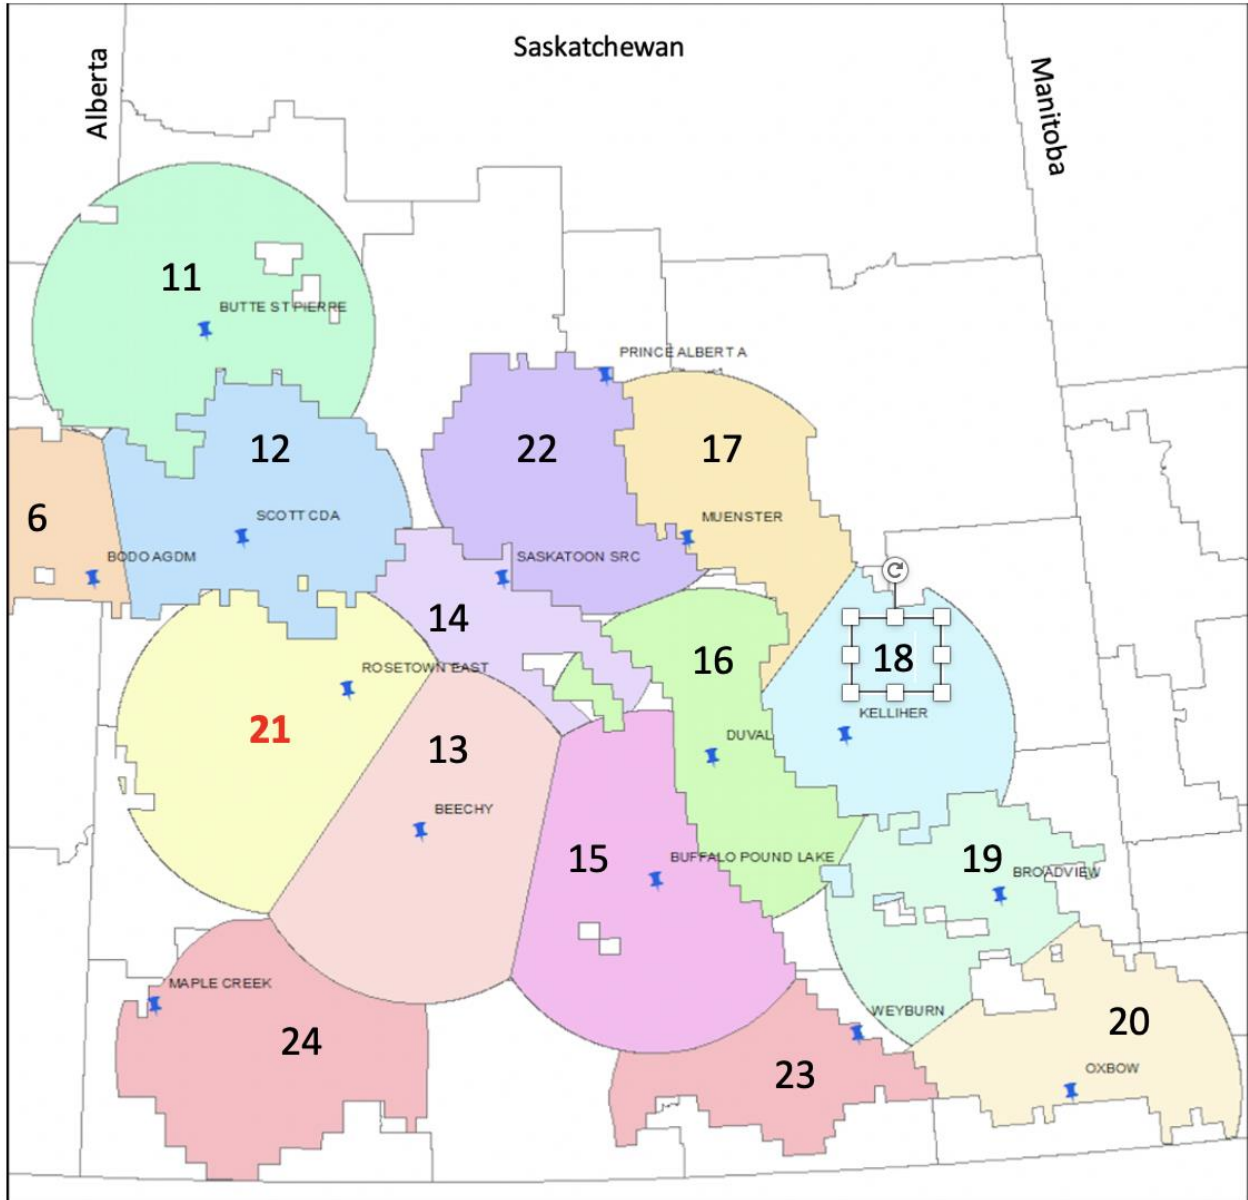 Saskatchewan
Alberta
Manitoba
11
BUTTE ST PIERRE
PRINCE ALBERT A
12
22
17
6
SCOTT CDA
MUENSTER
BODO AGDM
SASKATOON SRC
14
16
18
ROSETOWN EAST
KELLIHER
21
13
DUVAL
BEECHY
15
BUFFALO POUND LAKE
19
BROADVIEW
MAPLE CREEK
WEYBURN
24
20
23
OXBOW